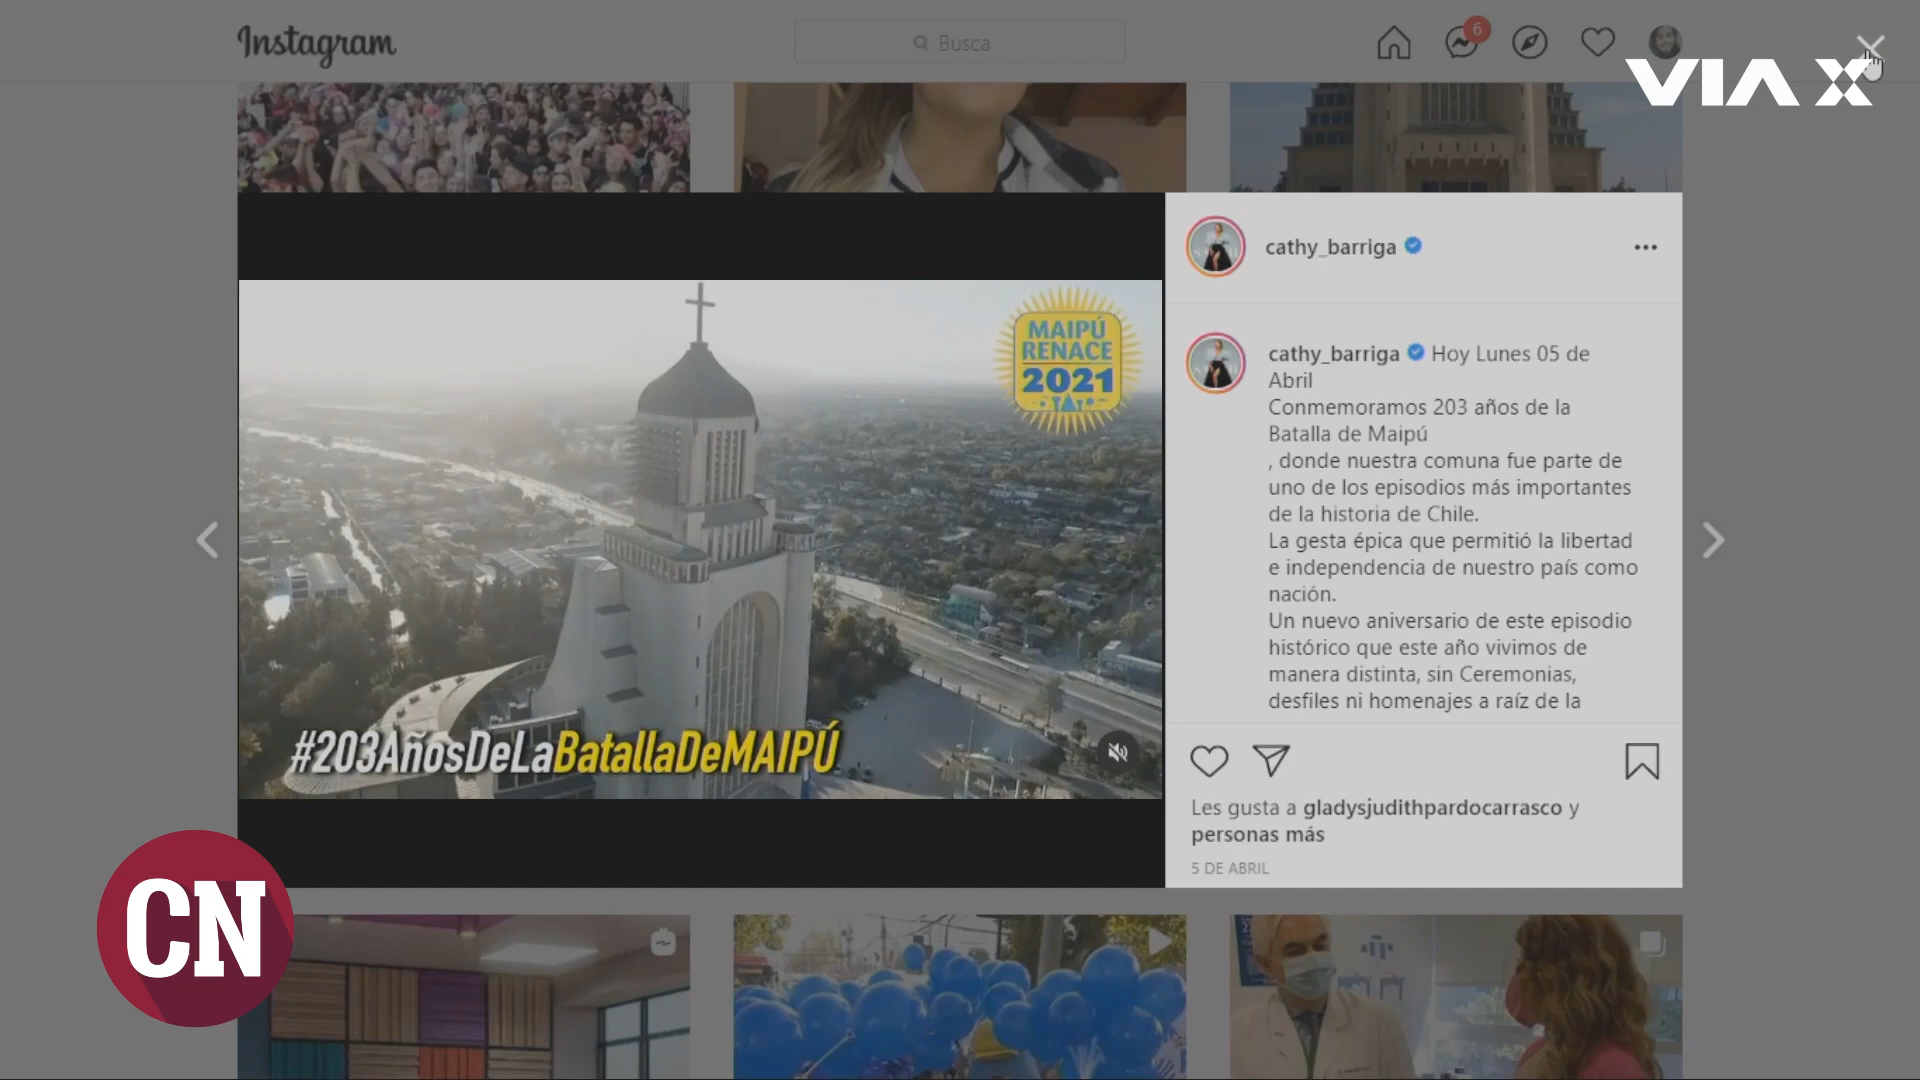 Instagram
Busca
6
VIA X
cathy_barriga
MAIPÚ
RENACE
2021
cathy_barriga Hoy Lunes 05 de
Abril
Conmemoramos 203 años de la
Batalla de Maipú
, donde nuestra comuna fue parte de
uno de los episodios más importantes
de la historia de Chile.
La gesta épica que permitió la libertad
e independencia de nuestro país como
nación.
Un nuevo aniversario de este episodio
histórico que este año vivimos de
manera distinta, sin Ceremonias,
desfiles ni homenajes a raíz de la
#203AñosDeLaBatallaDeMAIPÚ
Les gusta a gladysjudithpardocarrasco y
personas más
5 DE ABRIL
CN